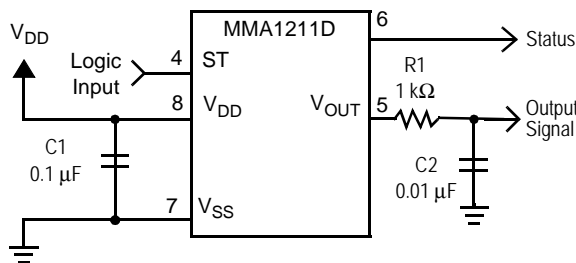 MMA1211D
6
Status
V_DD
Logic
Input
4
ST
R1
1 kΩ
8
V_DD
V_OUT
5
Output
Signal
C1
0.1 μF
C2
0.01 μF
7
V_SS